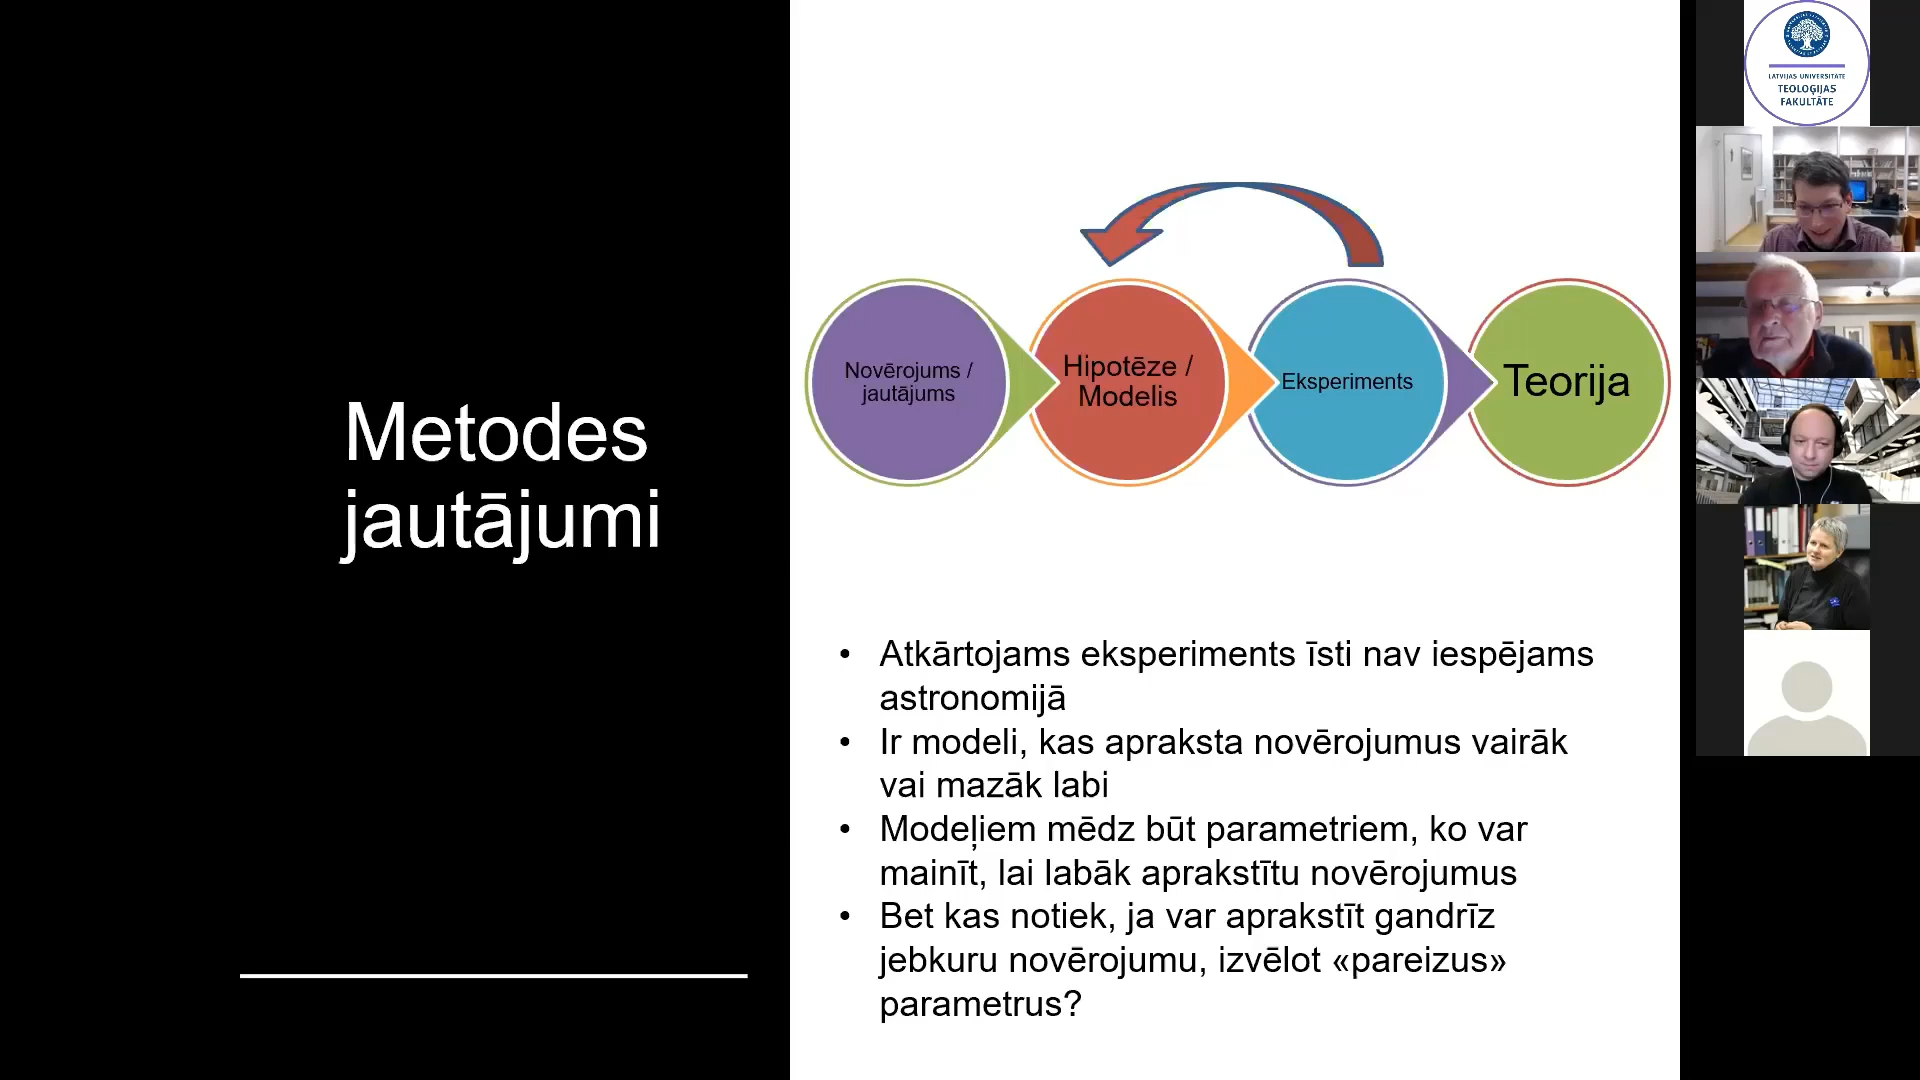 Metodes
jautājumi
Novērojums /
jautājums
Hipotēze /
Modelis
Eksperiments
Teorija
• Atkārtojams eksperiments īsti nav iespējams
astronomijā
• Ir modeli, kas apraksta novērojumus vairāk
vai mazāk labi
• Modeļiem mēdz būt parametriem, ko var
mainīt, lai labāk aprakstītu novērojumus
• Bet kas notiek, ja var aprakstīt gandrīz
jebkuru novērojumu, izvēlot «pareizus»
parametrus?
LATVIJAS UNIVERSITĀTE
TEOLOĢIJAS
FAKULTĀTE